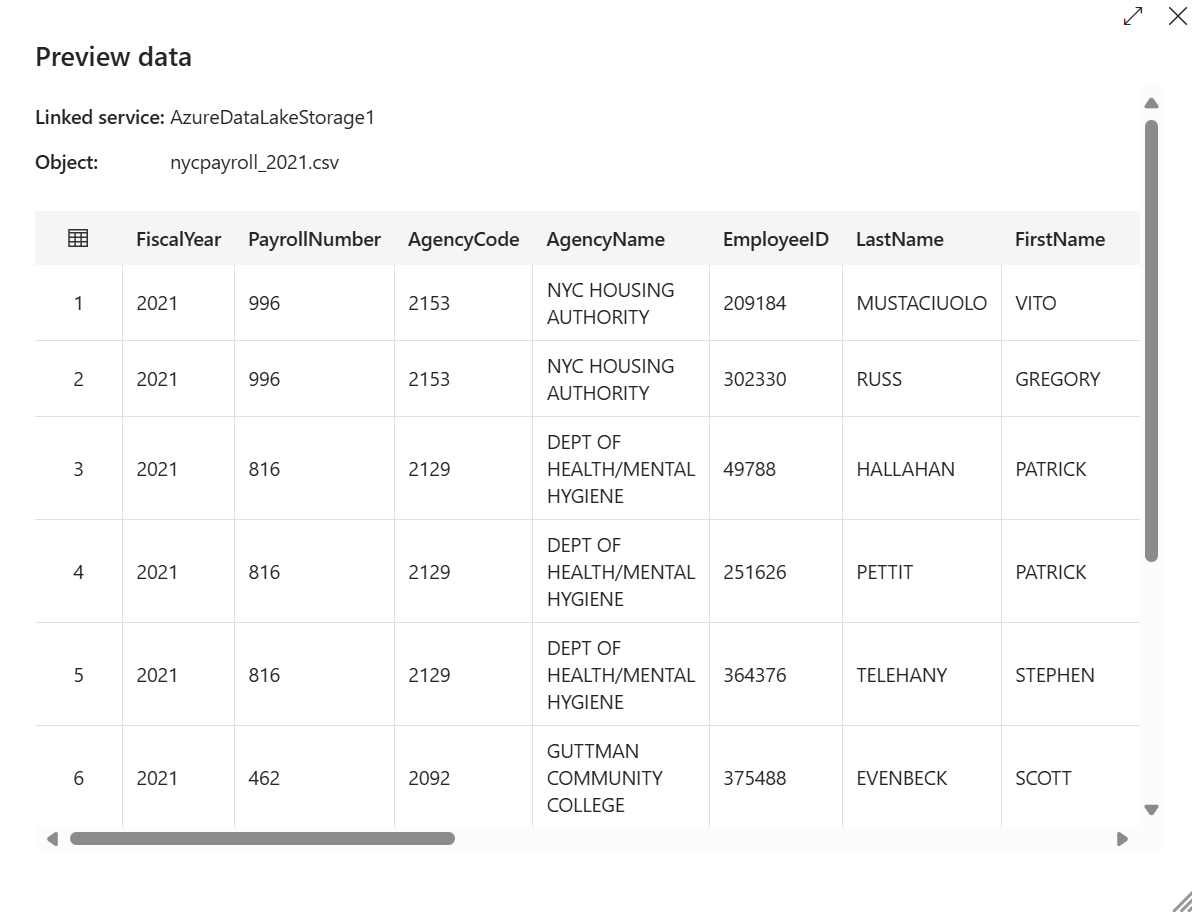 Preview data
Linked service: AzureDataLakeStorage1
Object: nycpayroll_2021.csv
FiscalYear PayrollNumber AgencyCode AgencyName EmployeeID LastName FirstName
1 2021 996 2153 NYC HOUSING AUTHORITY 209184 MUSTACIUOLO VITO
2 2021 996 2153 NYC HOUSING AUTHORITY 302330 RUSS GREGORY
3 2021 816 2129 DEPT OF HEALTH/MENTAL HYGIENE 49788 HALLAHAN PATRICK
4 2021 816 2129 DEPT OF HEALTH/MENTAL HYGIENE 251626 PETTIT PATRICK
5 2021 816 2129 DEPT OF HEALTH/MENTAL HYGIENE 364376 TELEHANY STEPHEN
6 2021 462 2092 GUTTMAN COMMUNITY COLLEGE 375488 EVENBECK SCOTT